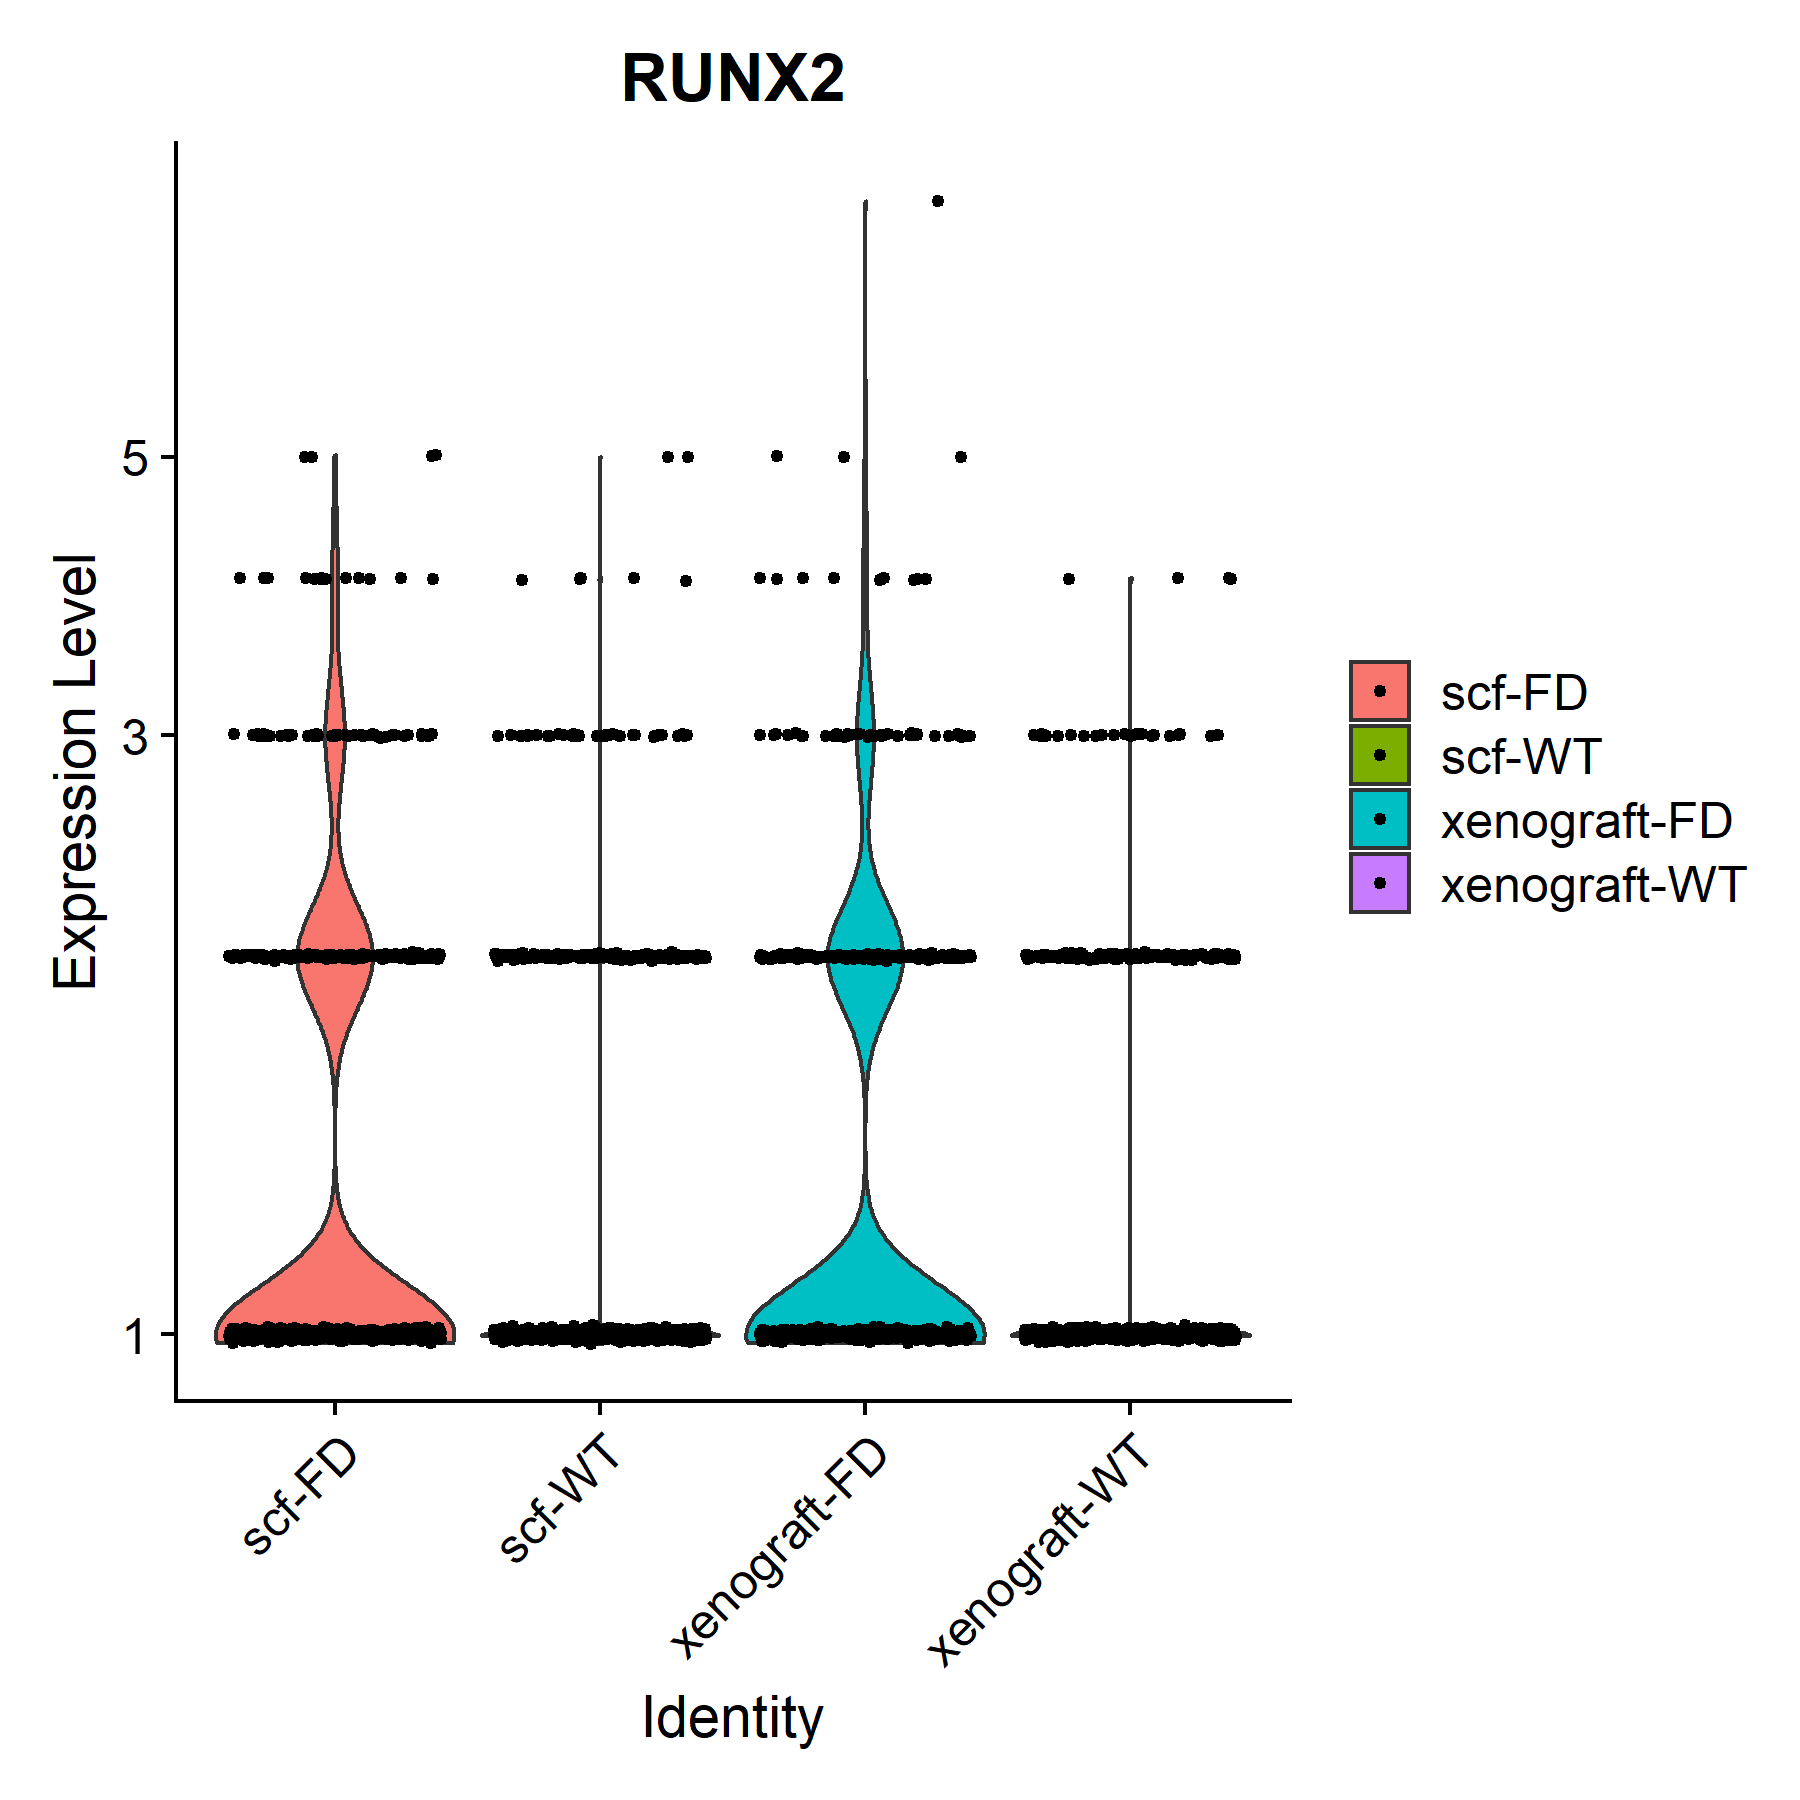 RUNX2
Expression Level
5
3
1
scf-FD
scf-WT
xenograft-FD
xenograft-WT
Identity
scf-FD
scf-WT
xenograft-FD
xenograft-WT